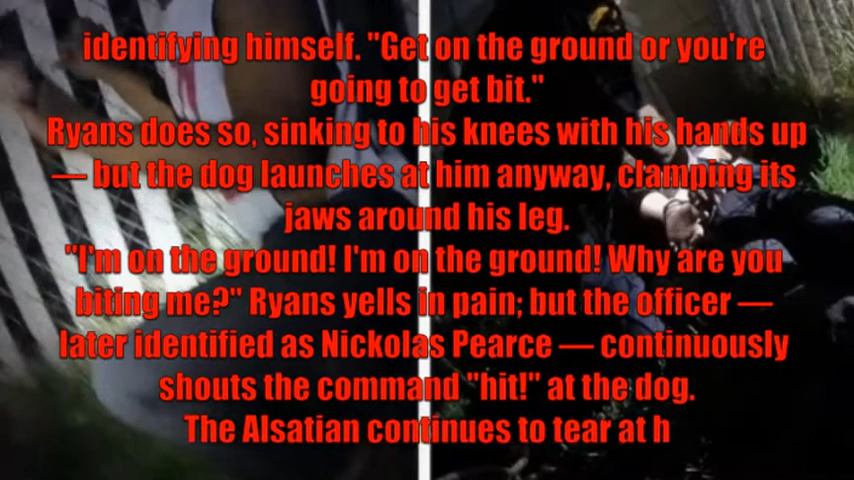 identifying himself. "Get on the ground or you're
going to get bit."
Ryans does so, sinking to his knees with his hands up
— but the dog launches at him anyway, clamping its
jaws around his leg.
"I'm on the ground! I'm on the ground! Why are you
biting me?" Ryans yells in pain; but the officer —
later identified as Nickolas Pearce — continuously
shouts the command "hit!" at the dog.
The Alsatian continues to tear at h